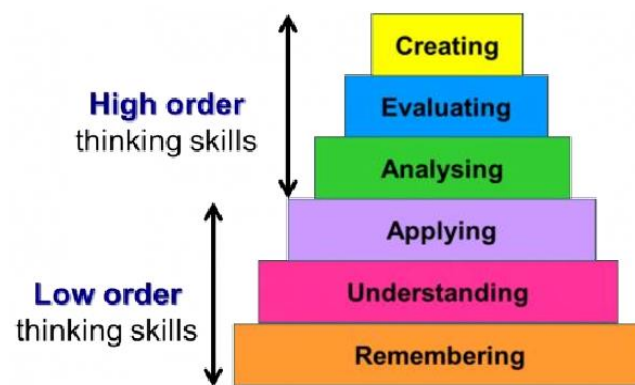 Creating
Evaluating
High order
thinking skills
Analysing
Applying
Understanding
Low order
thinking skills
Remembering